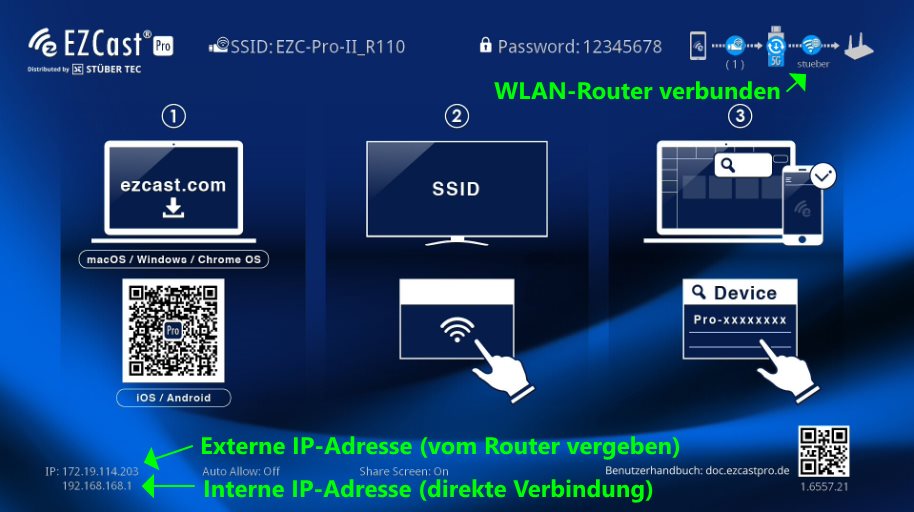 EZCast® Pro
Distributed by STÜBER TEC
SSID: EZC-Pro-II_R110
Password: 12345678
(1)
5G
stueber
WLAN-Router verbunden
1
ezcast.com
macOS / Windows / Chrome OS
Pro
iOS / Android
2
SSID
3
Device
Pro-xxxxxxxx
Externe IP-Adresse (vom Router vergeben)
IP: 172.19.114.203
Auto Allow: Off
Share Screen: On
Benutzerhandbuch: doc.ezcastpro.de
192.168.168.1
Interne IP-Adresse (direkte Verbindung)
1.6557.21